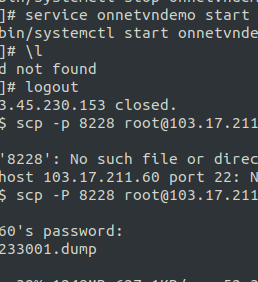 ]# service onnetvndemo start
bin/systemctl start onnetvnde
]# \l
d not found
]# logout
3.45.230.153 closed.
$ scp -p 8228 root@103.17.211
'8228': No such file or direc
host 103.17.211.60 port 22: N
$ scp -P 8228 root@103.17.211
60's password:
233001.dump